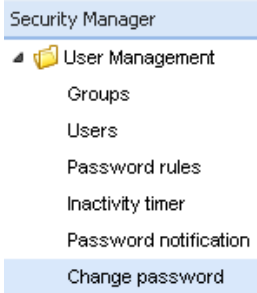 Security Manager
User Management
Groups
Users
Password rules
Inactivity timer
Password notification
Change password